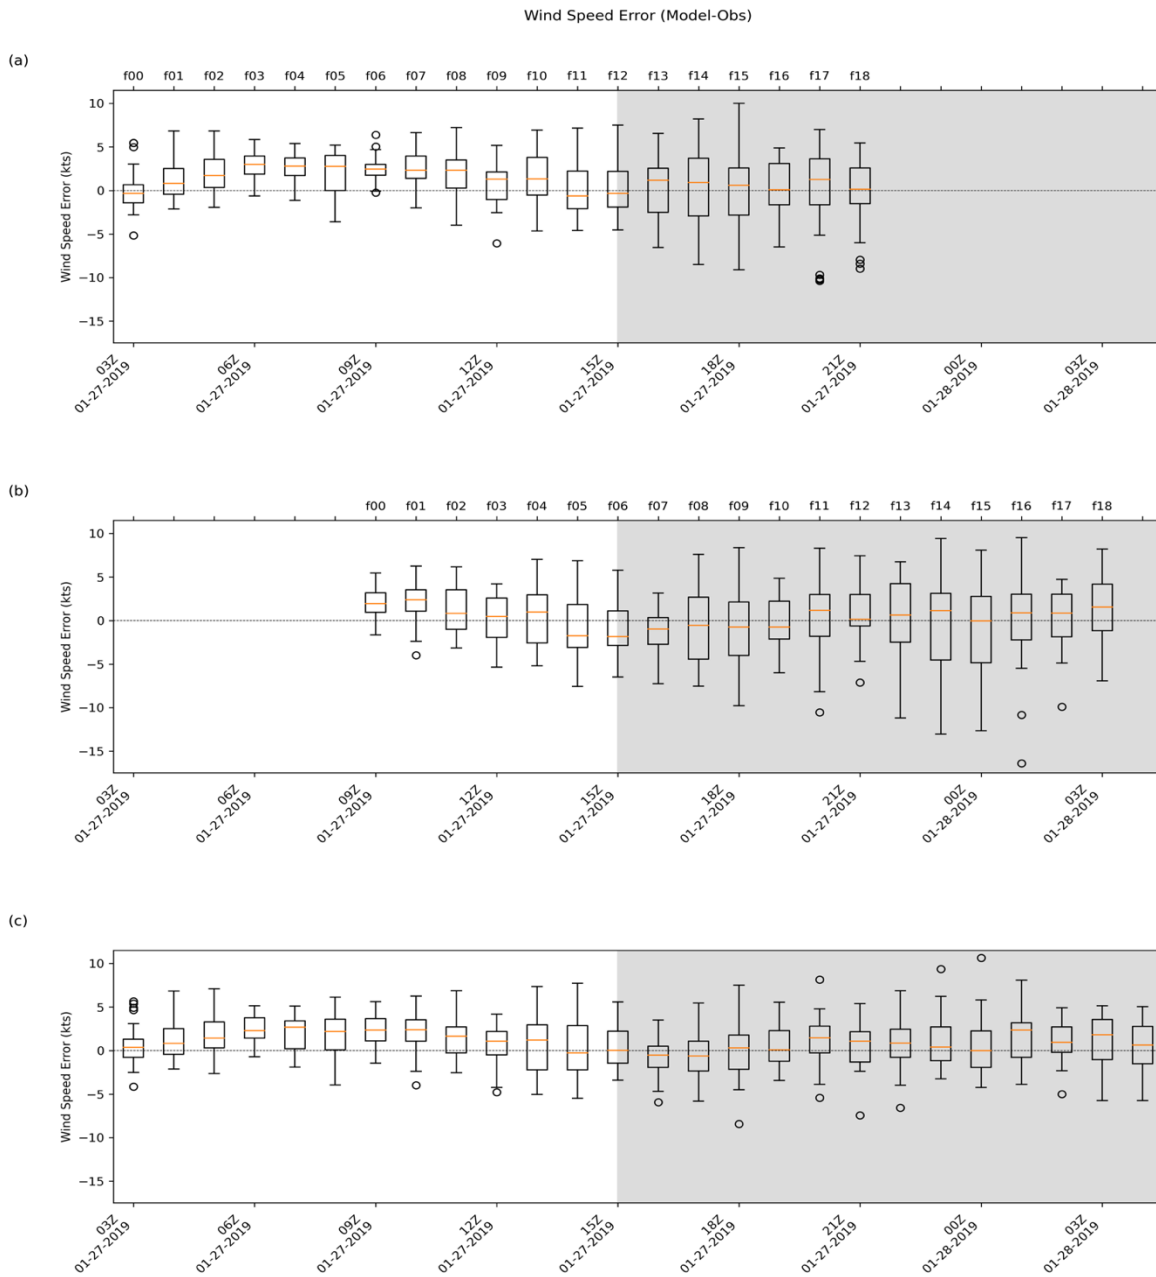 Wind Speed Error (Model-Obs)
(a)
f00 f01 f02 f03 f04 f05 f06 f07 f08 f09 f10 f11 f12 f13 f14 f15 f16 f17 f18
10
5
0
−5
−10
−15
Wind Speed Error (kts)
03Z
01-27-2019
06Z
01-27-2019
09Z
01-27-2019
12Z
01-27-2019
15Z
01-27-2019
18Z
01-27-2019
21Z
01-27-2019
00Z
01-28-2019
03Z
01-28-2019
(b)
f00 f01 f02 f03 f04 f05 f06 f07 f08 f09 f10 f11 f12 f13 f14 f15 f16 f17 f18
10
5
0
−5
−10
−15
Wind Speed Error (kts)
03Z
01-27-2019
06Z
01-27-2019
09Z
01-27-2019
12Z
01-27-2019
15Z
01-27-2019
18Z
01-27-2019
21Z
01-27-2019
00Z
01-28-2019
03Z
01-28-2019
(c)
10
5
0
−5
−10
−15
Wind Speed Error (kts)
03Z
01-27-2019
06Z
01-27-2019
09Z
01-27-2019
12Z
01-27-2019
15Z
01-27-2019
18Z
01-27-2019
21Z
01-27-2019
00Z
01-28-2019
03Z
01-28-2019